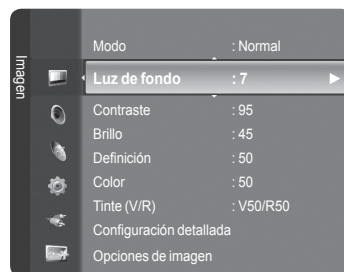 Imagen
Modo : Normal
Luz de fondo : 7
Contraste : 95
Brillo : 45
Definición : 50
Color : 50
Tinte (V/R) : V50/R50
Configuración detallada
Opciones de imagen